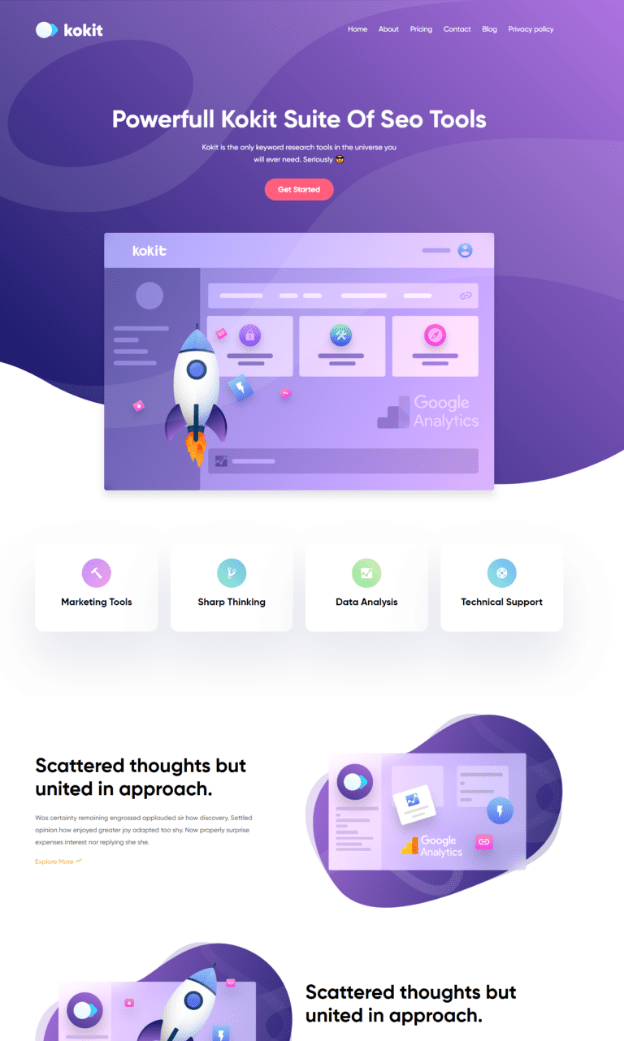 kokit
Home About Pricing Contact Blog Privacy policy
Powerfull Kokit Suite Of Seo Tools
Kokit is the only keyword research tools in the universe you
will ever need. Seriously 😎
Get Started
kokit
Google
Analytics
Marketing Tools
Sharp Thinking
Data Analysis
Technical Support
Scattered thoughts but
united in approach.
Was certainty remaining engrossed applauded sir how discovery. Settled
opinion how enjoyed greater joy adapted too shy. Now properly surprise
expenses interest nor replying she she.
Explore More
Google
Analytics
Scattered thoughts but
united in approach.